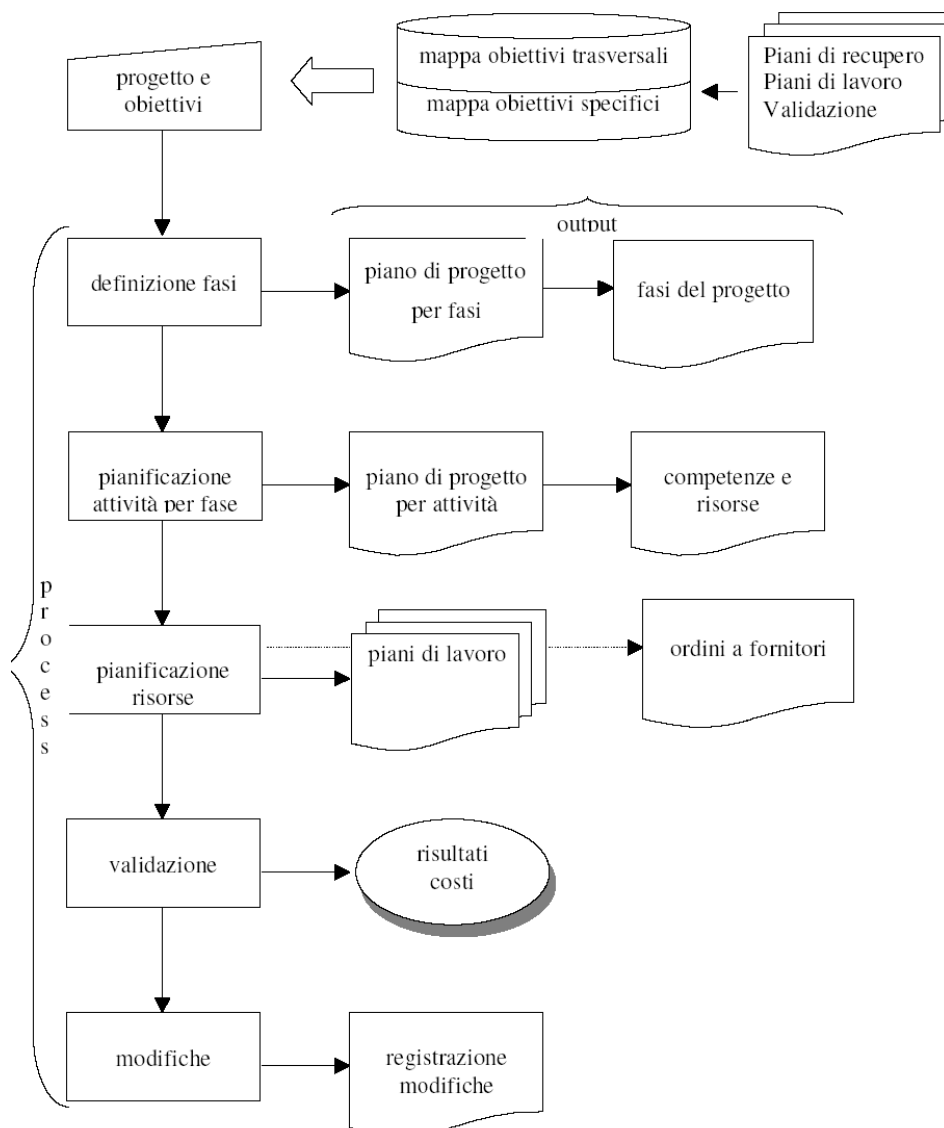 progetto e
obiettivi
mappa obiettivi trasversali
mappa obiettivi specifici
Piani di recupero
Piani di lavoro
Validazione
output
definizione fasi
piano di progetto
per fasi
fasi del progetto
pianificazione
attività per fase
piano di progetto
per attività
competenze e
risorse
process
pianificazione
risorse
piani di lavoro
ordini a fornitori
validazione
risultati
costi
modifiche
registrazione
modifiche